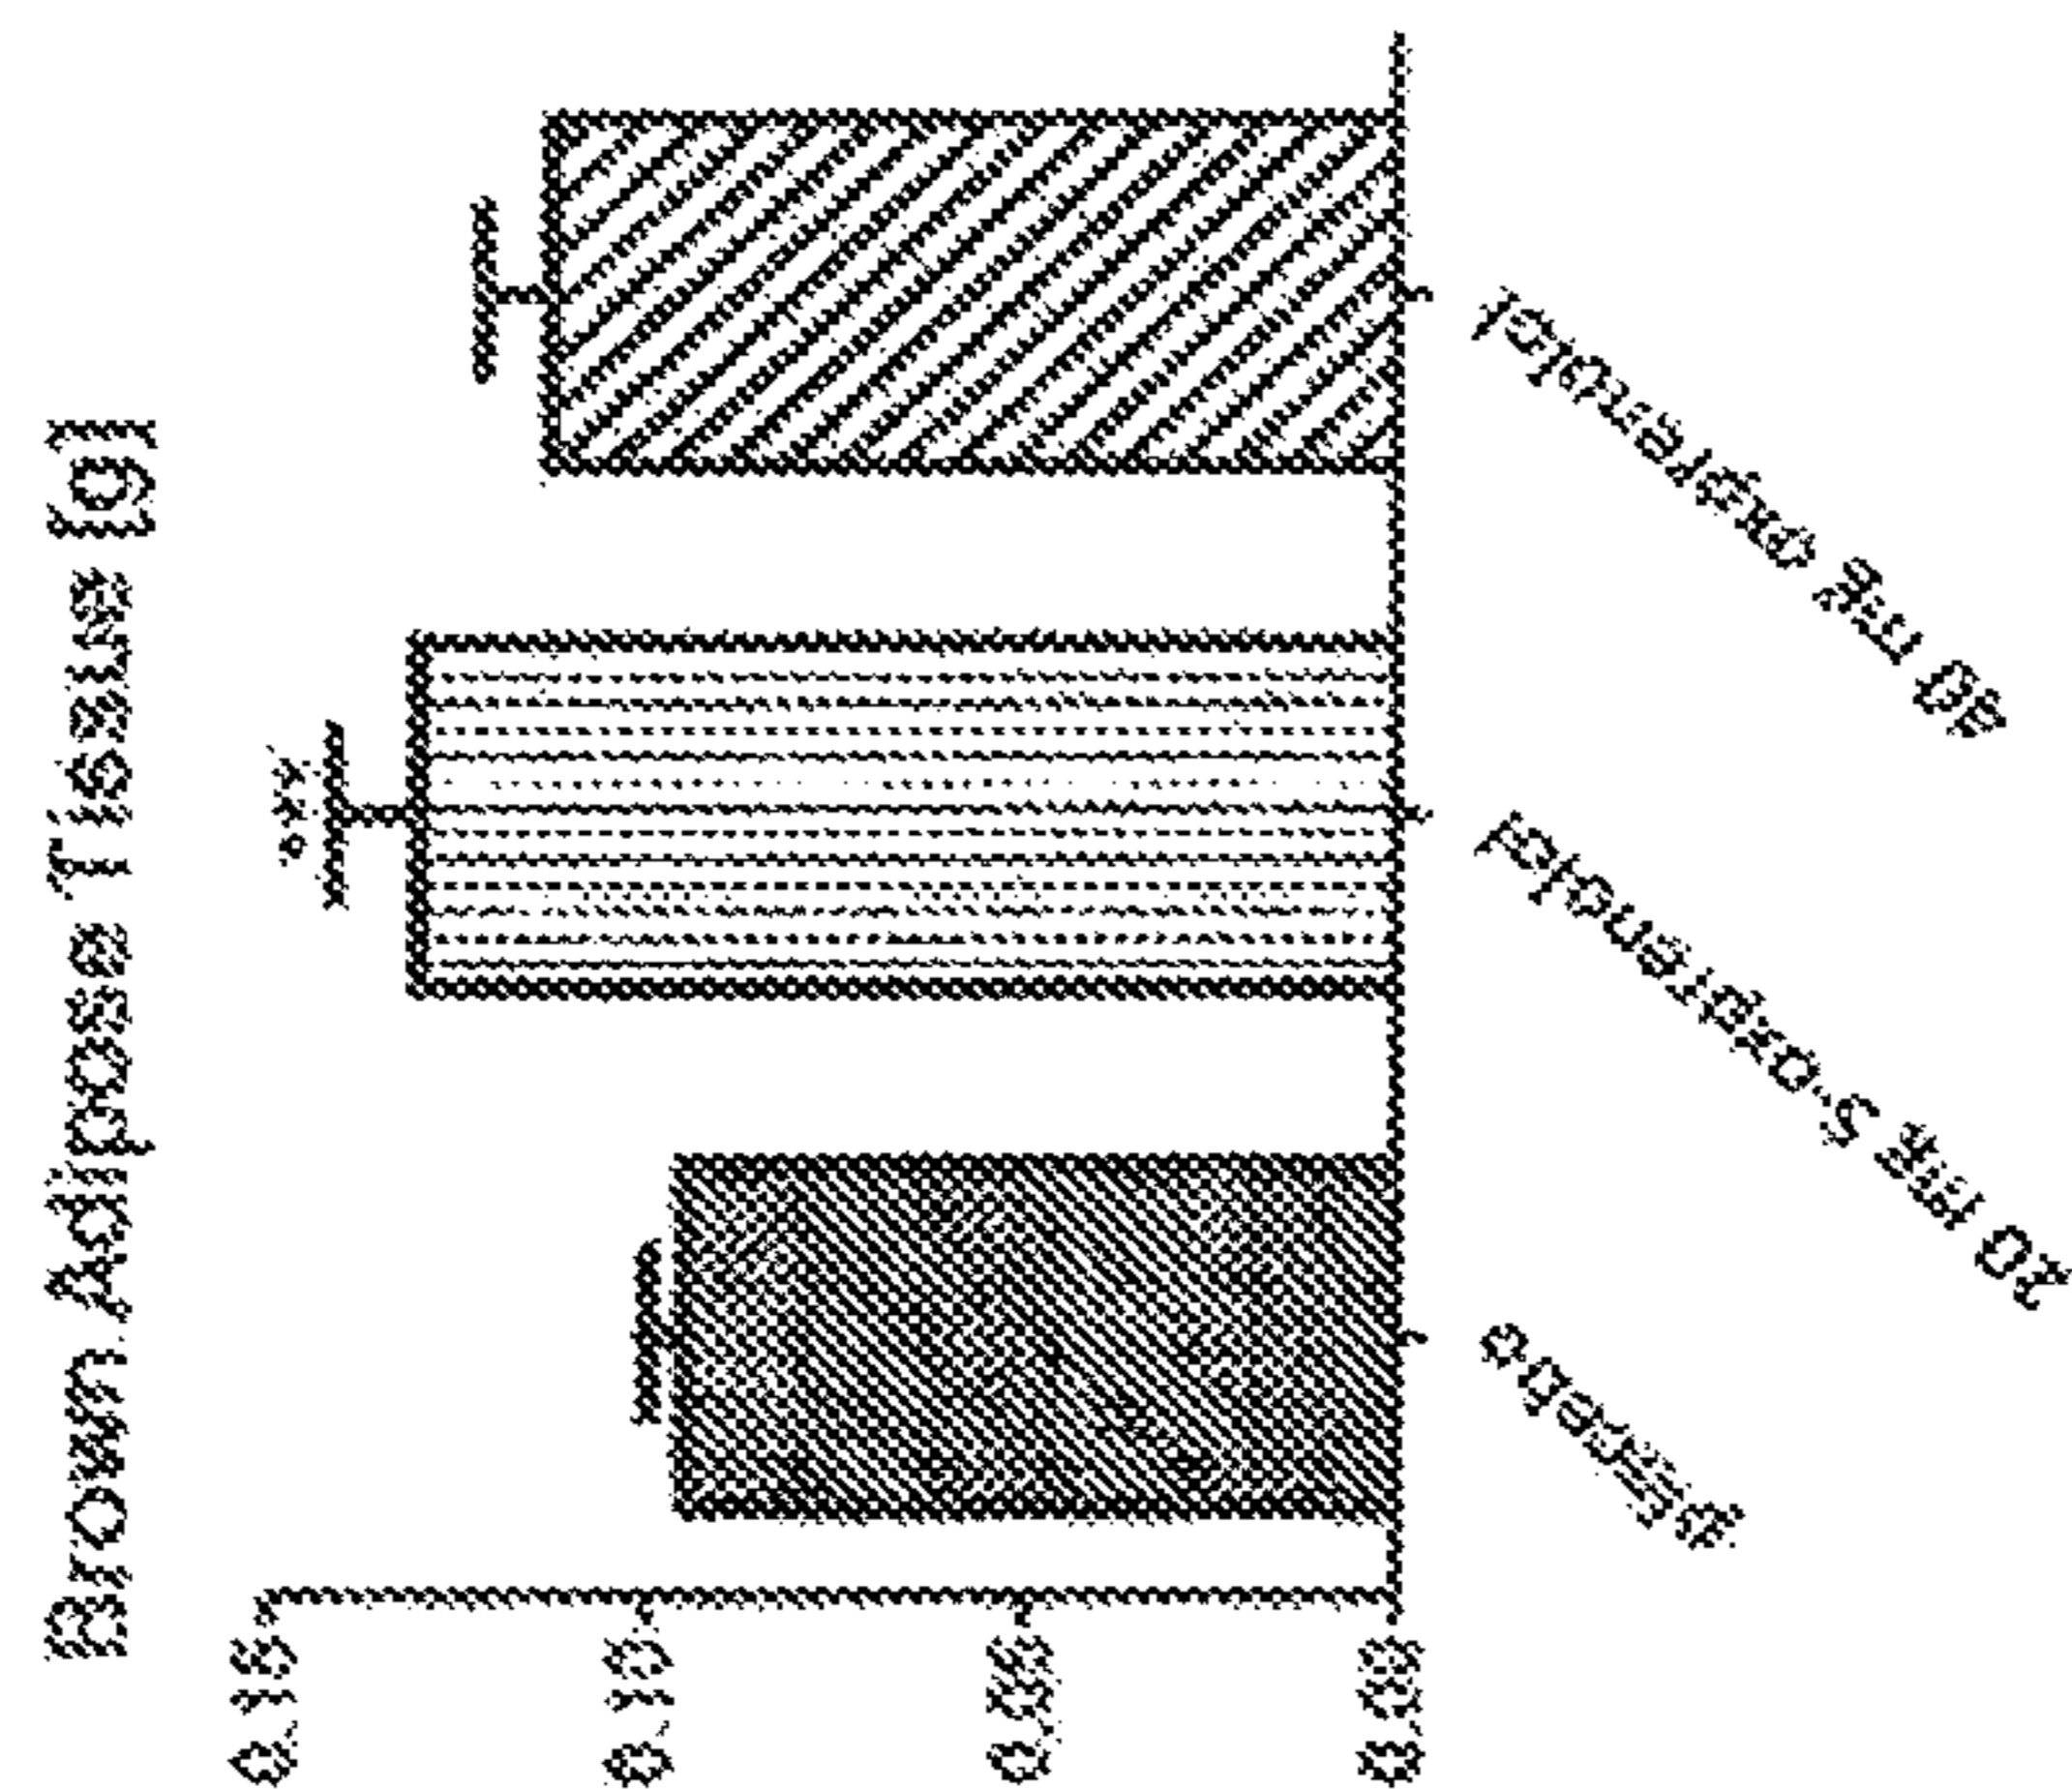 Brown Adipose Tissue [g]
0.15
0.10
0.05
0.00
placebo
20 mg S-oxprenolol
40 mg oxprenolol